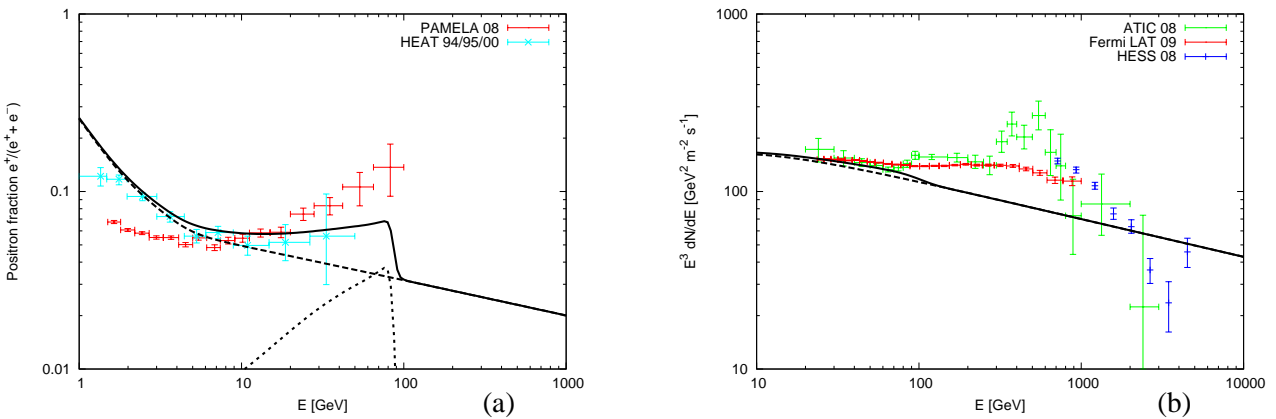 1
0.1
0.01
1
10
100
1000
Positron fraction e⁺/(e⁺+ e⁻)
E [GeV]
PAMELA 08
HEAT 94/95/00
(a)
1000
100
10
10
100
1000
10000
E³ dN/dE [GeV² m⁻² s⁻¹]
E [GeV]
ATIC 08
Fermi LAT 09
HESS 08
(b)